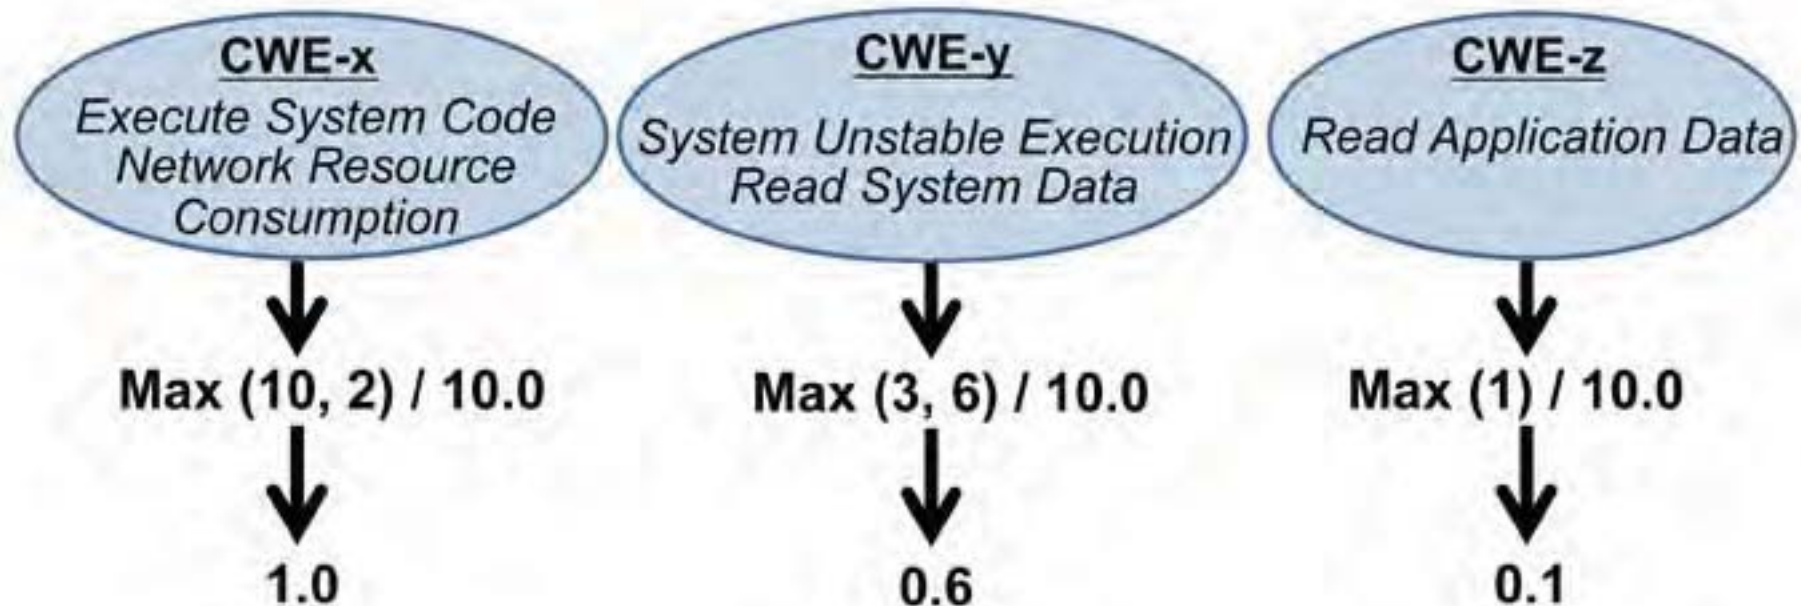 CWE-x
Execute System Code
Network Resource
Consumption
Max (10, 2) / 10.0
1.0
CWE-y
System Unstable Execution
Read System Data
Max (3, 6) / 10.0
0.6
CWE-z
Read Application Data
Max (1) / 10.0
0.1